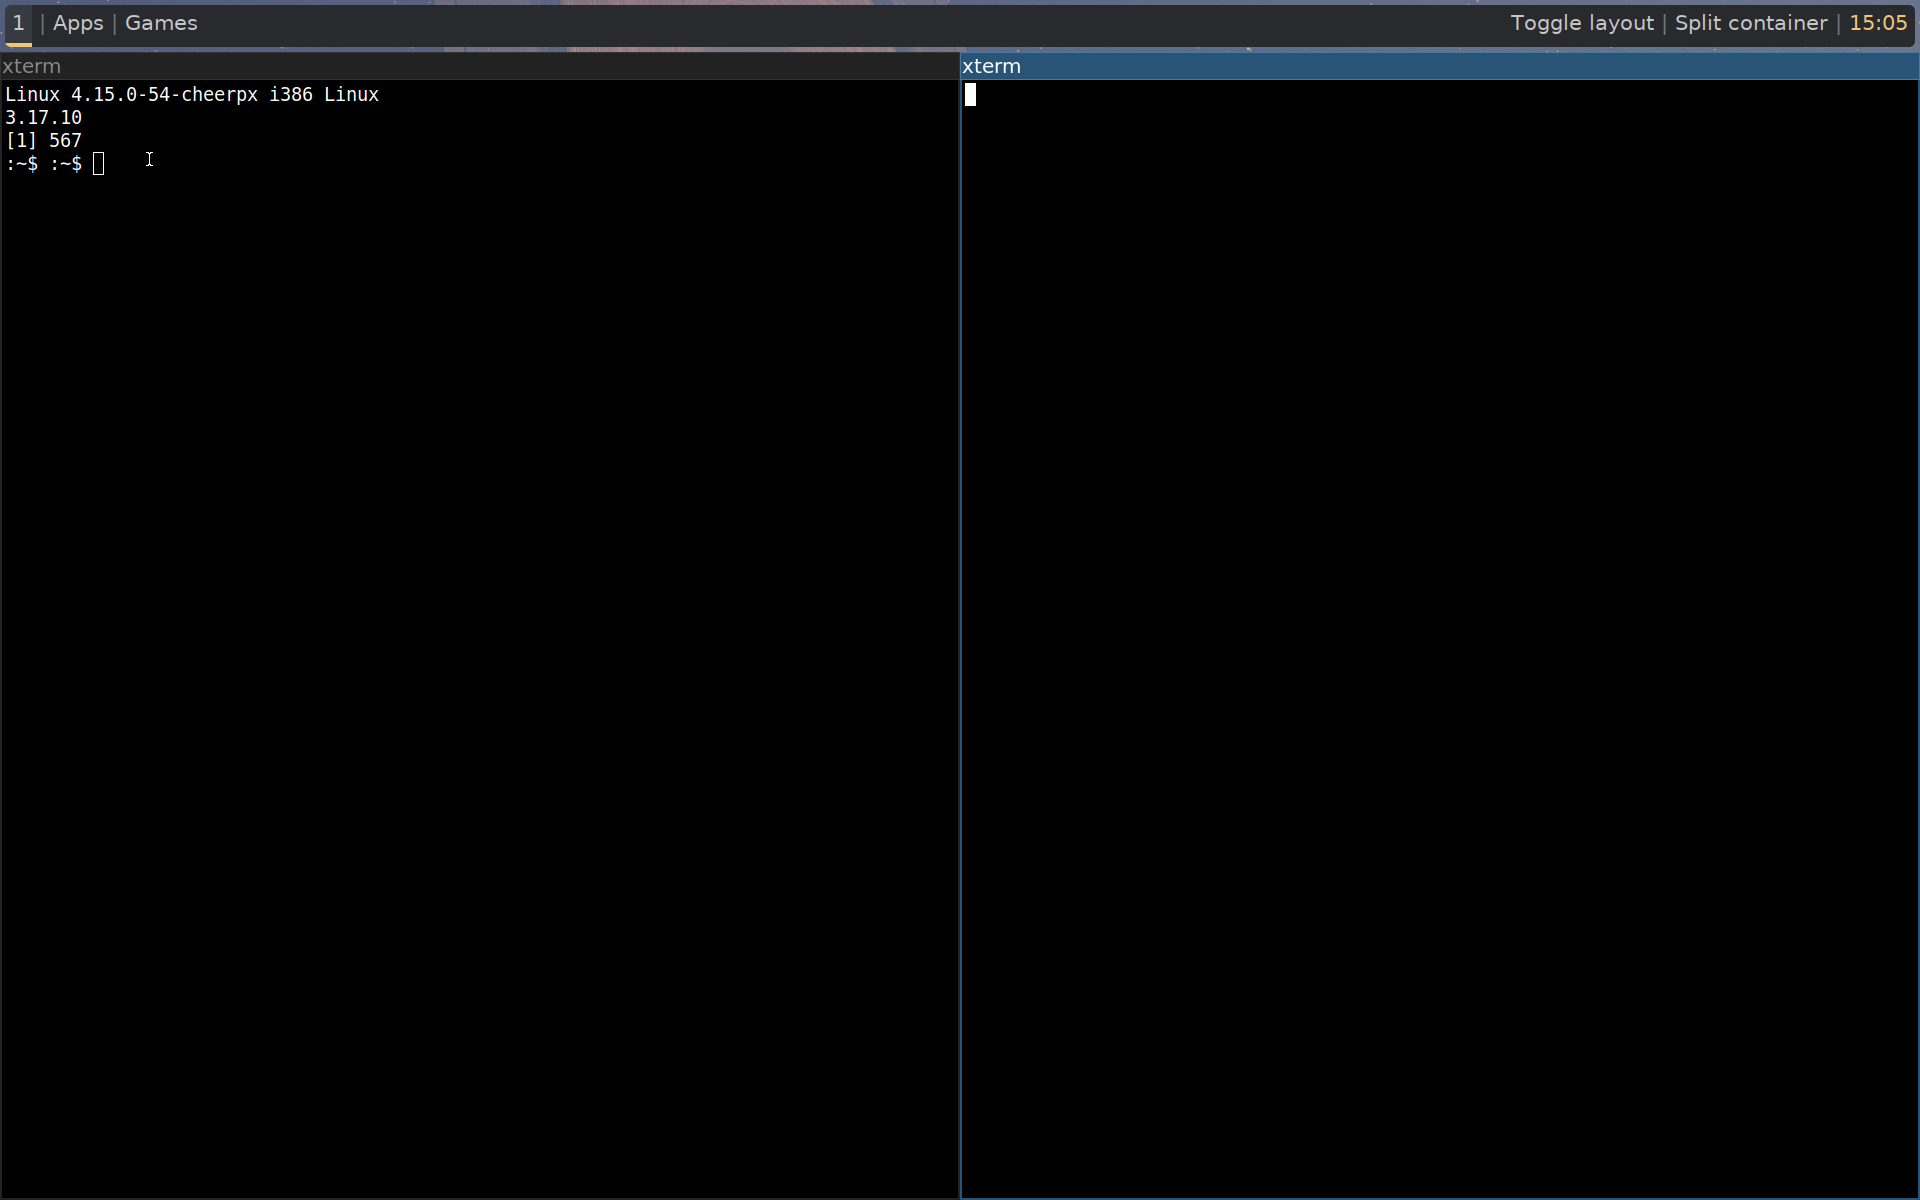 1 | Apps | Games
Toggle layout | Split container | 15:05
xterm
Linux 4.15.0-54-cheerpx i386 Linux
3.17.10
[1] 567
:~$ :~$
xterm